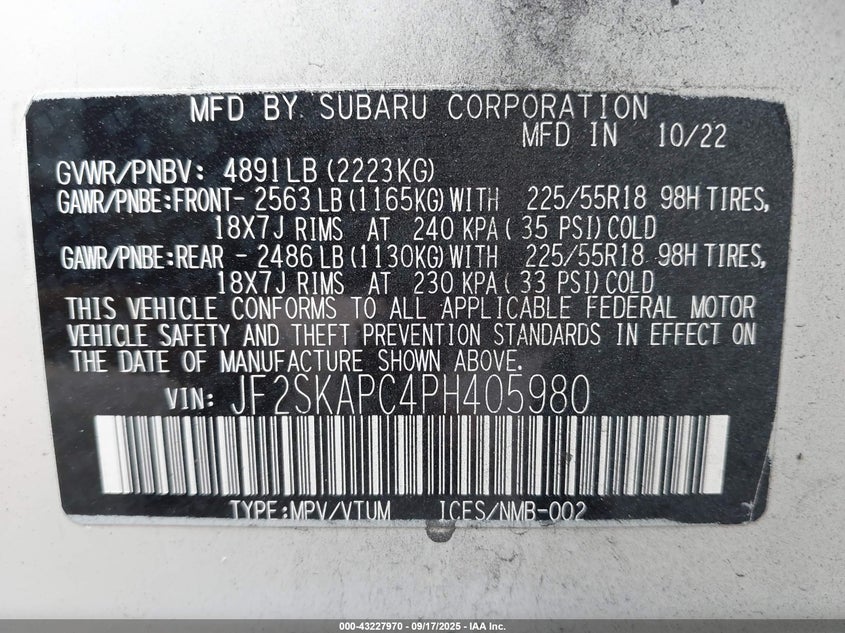 MFD BY SUBARU CORPORATION
MFD IN 10/22
GVWR/PNBV: 4891LB (2223KG)
GAWR/PNBE:FRONT- 2563 LB (1165KG) WITH 225/55R18 98H TIRES,
18X7J RIMS AT 240 KPA ( 35 PSI) COLD
GAWR/PNBE:REAR - 2486 LB (1130KG) WITH 225/55R18 98H TIRES,
18X7J RIMS AT 230 KPA ( 33 PSI) COLD
THIS VEHICLE CONFORMS TO ALL APPLICABLE FEDERAL MOTOR
VEHICLE SAFETY AND THEFT PREVENTION STANDARDS IN EFFECT ON
THE DATE OF MANUFACTURE SHOWN ABOVE.
VIN: JF2SKAPC4PH405980
TYPE:MPV/VTUM ICES/NMB-002
000-43227970 - 09/17/2025 - IAA Inc.